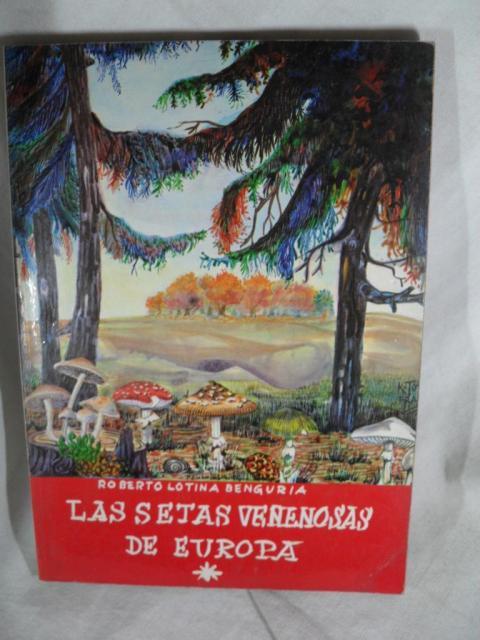 ROBERTO LOTINA BENGURIA
LAS SETAS VENENOSAS
DE EUROPA